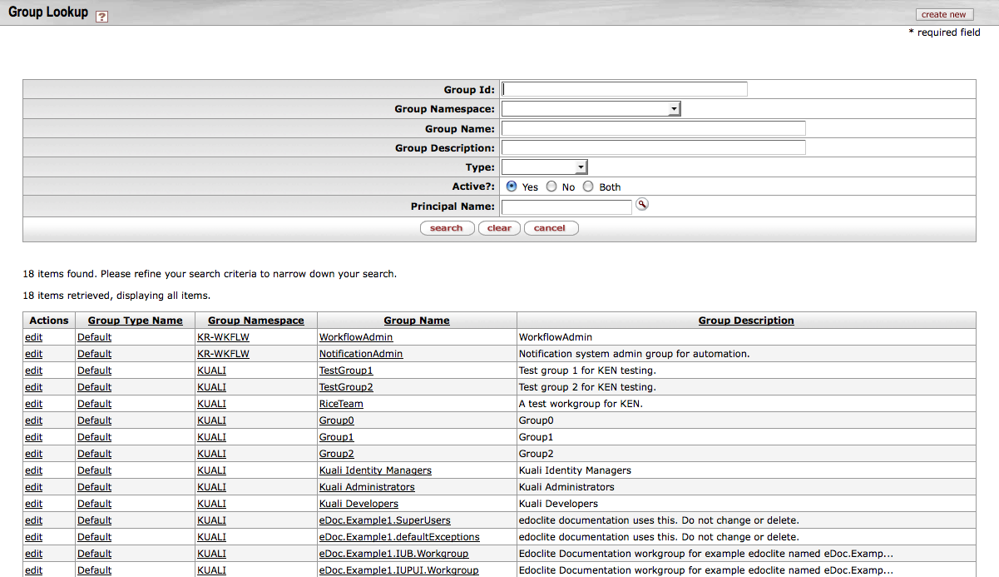 Group Lookup ? create new
* required field
Group Id:
Group Namespace:
Group Name:
Group Description:
Type:
Active?: Yes No Both
Principal Name:
search clear cancel
18 items found. Please refine your search criteria to narrow down your search.
18 items retrieved, displaying all items.
Actions Group Type Name Group Namespace Group Name Group Description
edit Default KR-WKFLW WorkflowAdmin WorkflowAdmin
edit Default KR-WKFLW NotificationAdmin Notification system admin group for automation.
edit Default KUALI TestGroup1 Test group 1 for KEN testing.
edit Default KUALI TestGroup2 Test group 2 for KEN testing.
edit Default KUALI RiceTeam A test workgroup for KEN.
edit Default KUALI Group0 Group0
edit Default KUALI Group1 Group1
edit Default KUALI Group2 Group2
edit Default KUALI Kuali Identity Managers Kuali Identity Managers
edit Default KUALI Kuali Administrators Kuali Administrators
edit Default KUALI Kuali Developers Kuali Developers
edit Default KUALI eDoc.Example1.SuperUsers edoclite documentation uses this. Do not change or delete.
edit Default KUALI eDoc.Example1.defaultExceptions edoclite documentation uses this. Do not change or delete.
edit Default KUALI eDoc.Example1.IUB.Workgroup Edoclite Documentation workgroup for example edoclite named eDoc.Examp...
edit Default KUALI eDoc.Example1.IUPUI.Workgroup Edoclite Documentation workgroup for example edoclite named eDoc.Examp...